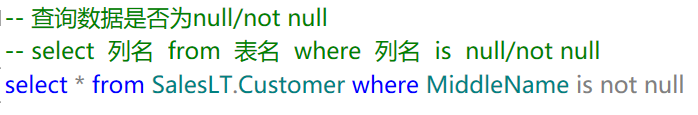 -- 查询数据是否为null/not null
-- select 列名 from 表名 where 列名 is null/not null
select * from SalesLT.Customer where MiddleName is not null